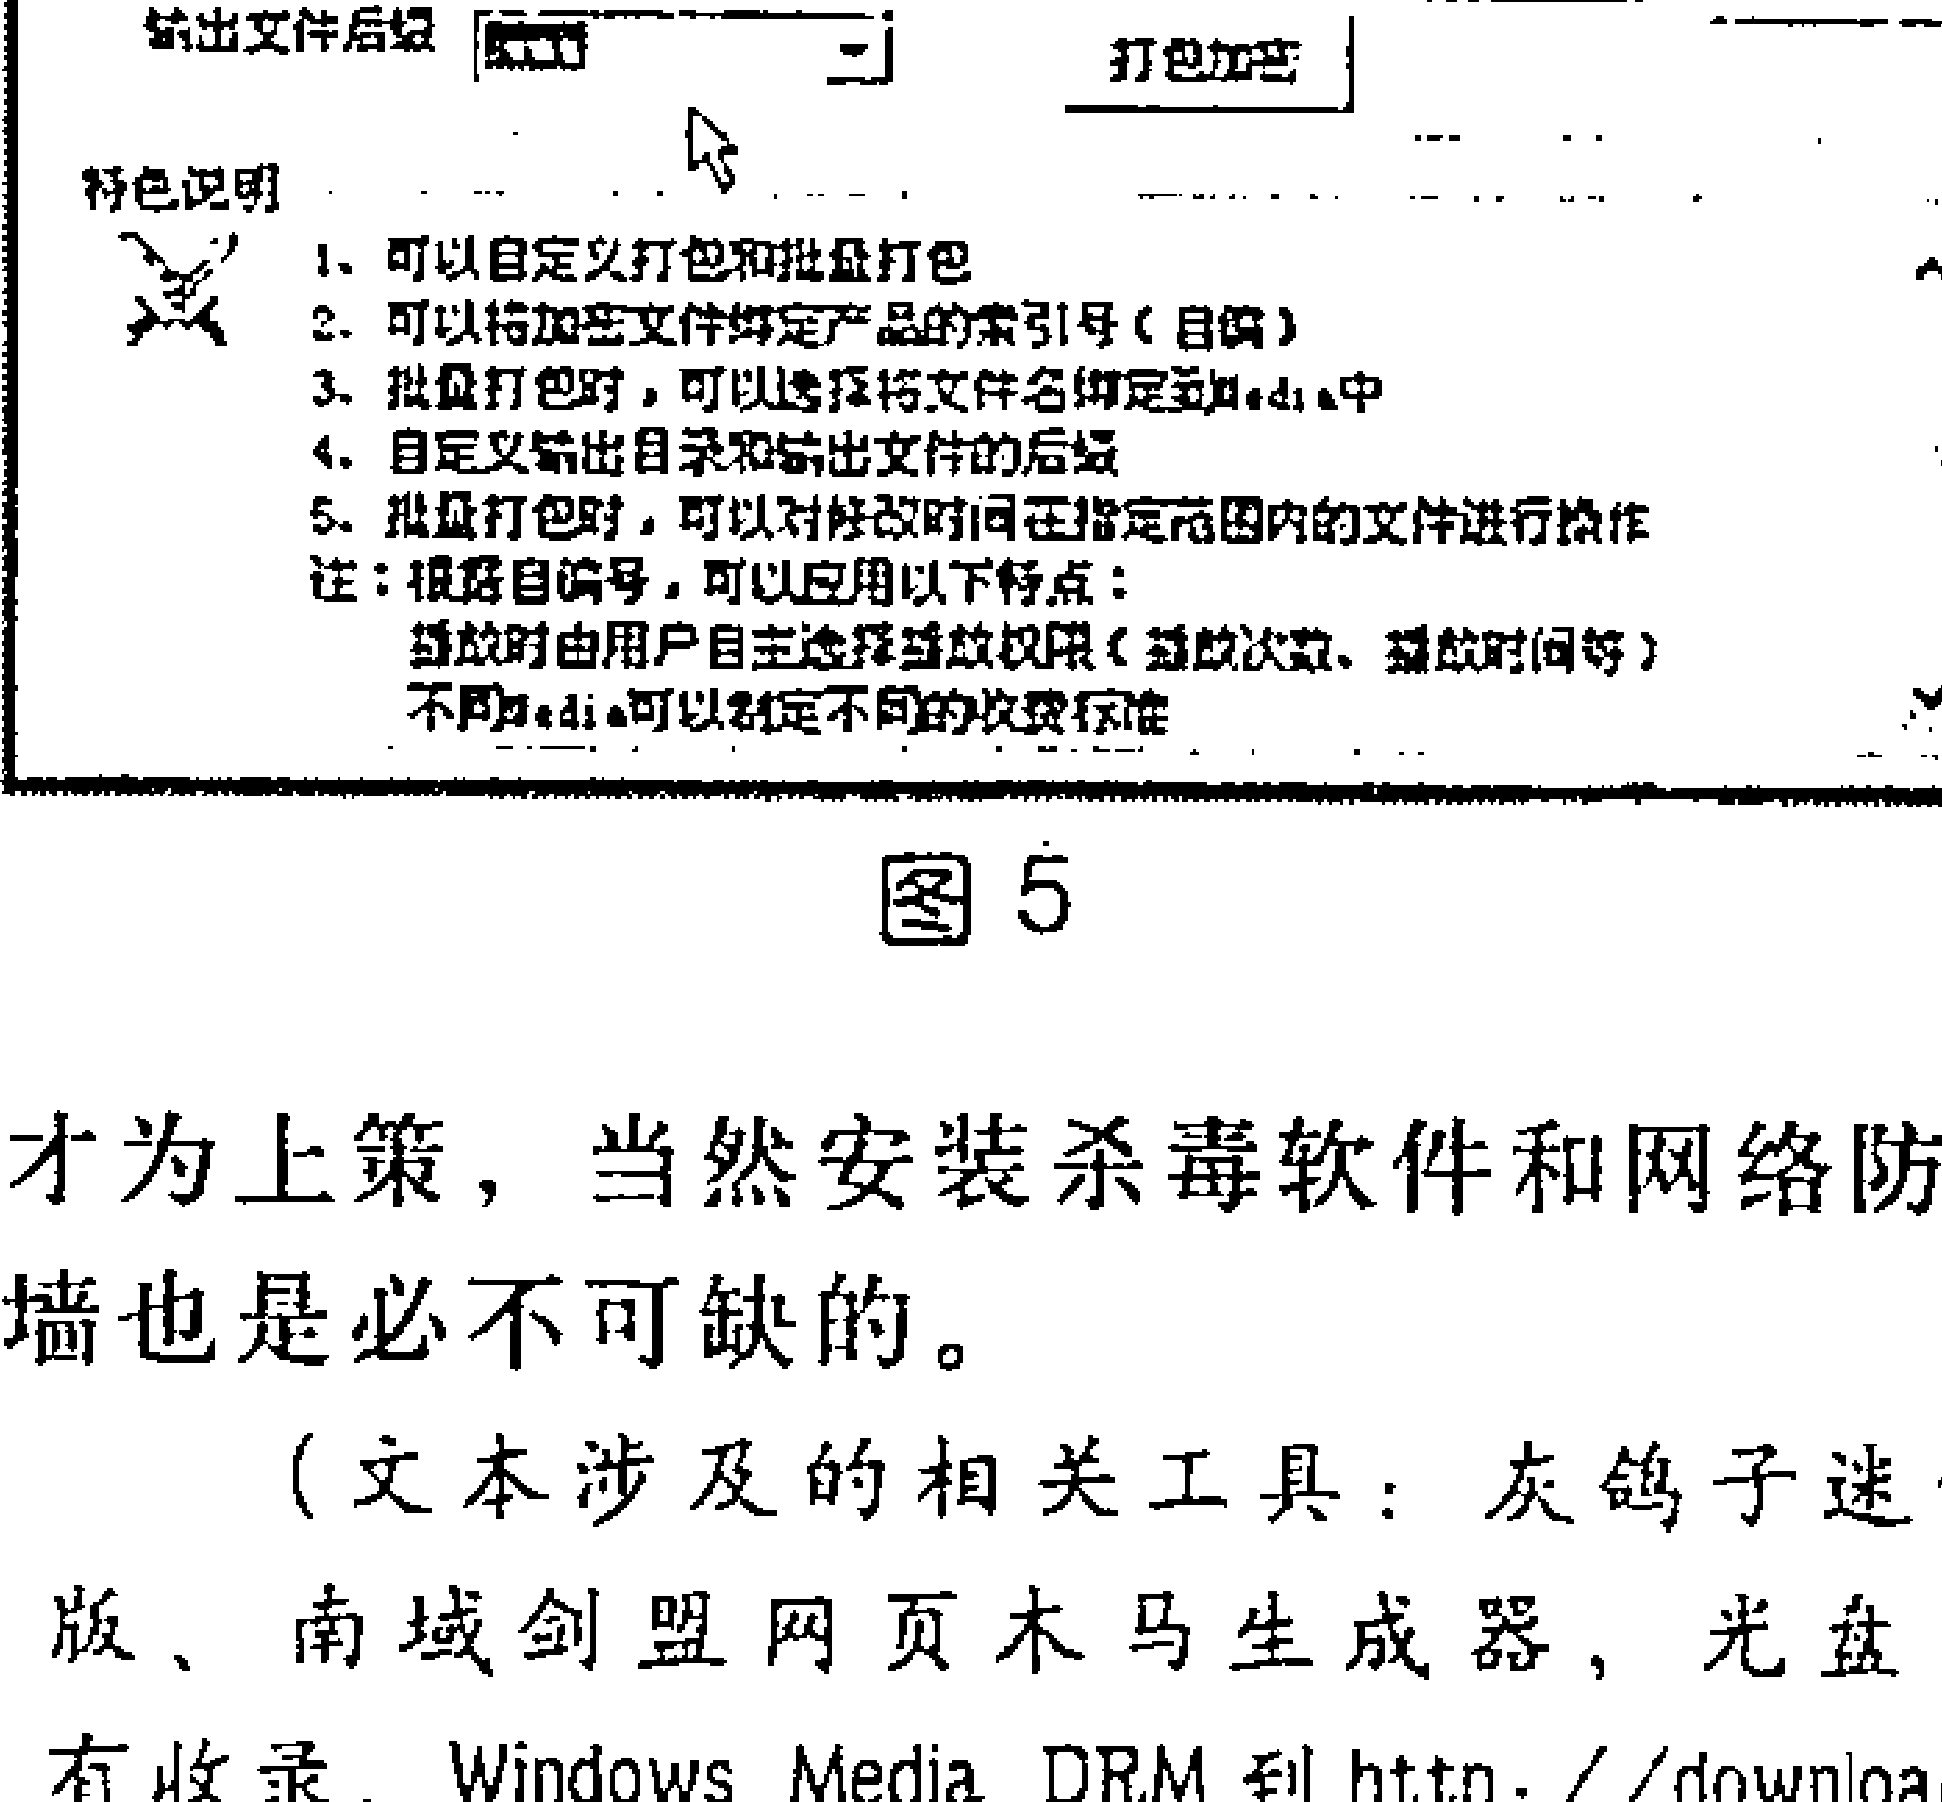 输出文件后缀
打包加密
特色说明
1、可以自定义打包和批量打包
2、可以将加密文件绑定产品的索引号(自编)
3、批量打包时,可以选择将文件名绑定到Media中
4、自定义输出目录和输出文件的后缀
5、批量打包时,可以对修改时间在指定范围内的文件进行操作
注:根据自编号,可以应用以下特点:
播放时由用户自主选择播放权限(播放次数、播放时间等)
不同Media可以制定不同的收费标准
图 5
才为上策，当然安装杀毒软件和网络防
墙也是必不可缺的。
(文本涉及的相关工具：灰鸽子迷
版、南域剑盟网页木马生成器，光盘
有收录，Windows Media DRM 到 http://downloa